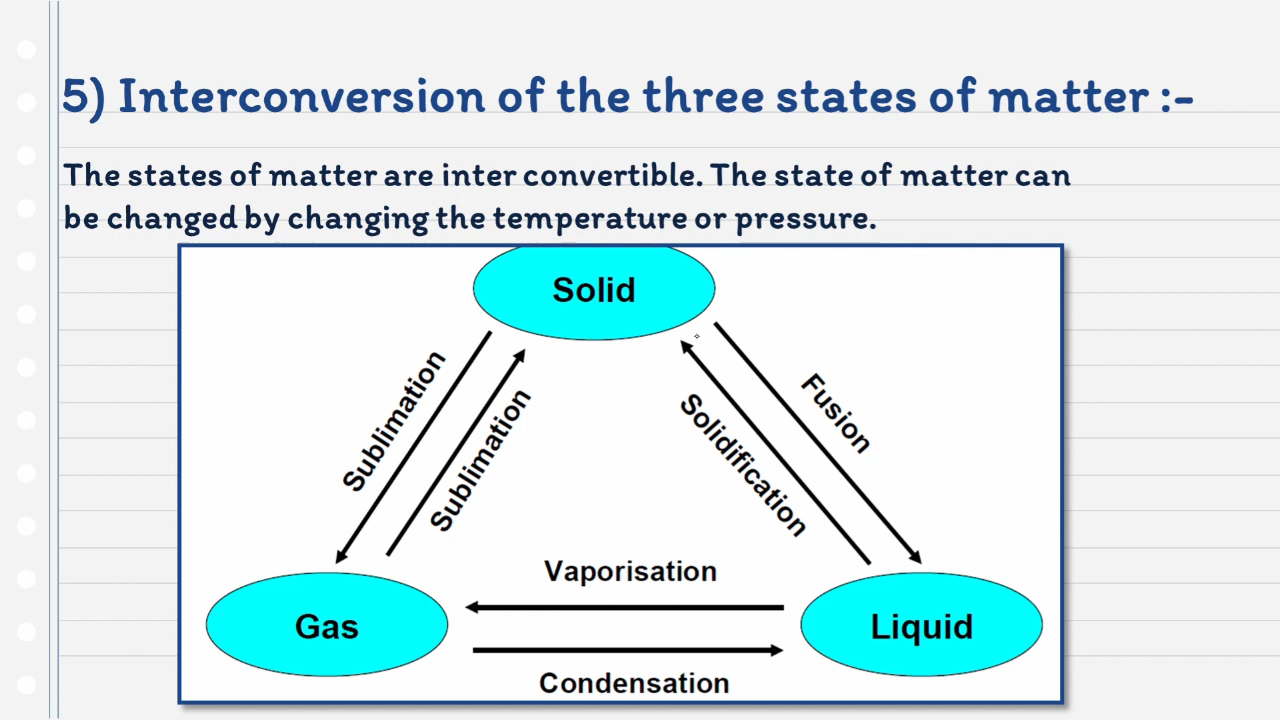 5) Interconversion of the three states of matter :-
The states of matter are inter convertible. The state of matter can
be changed by changing the temperature or pressure.
Solid
Sublimation
Sublimation
Solidification
Fusion
Vaporisation
Gas
Liquid
Condensation